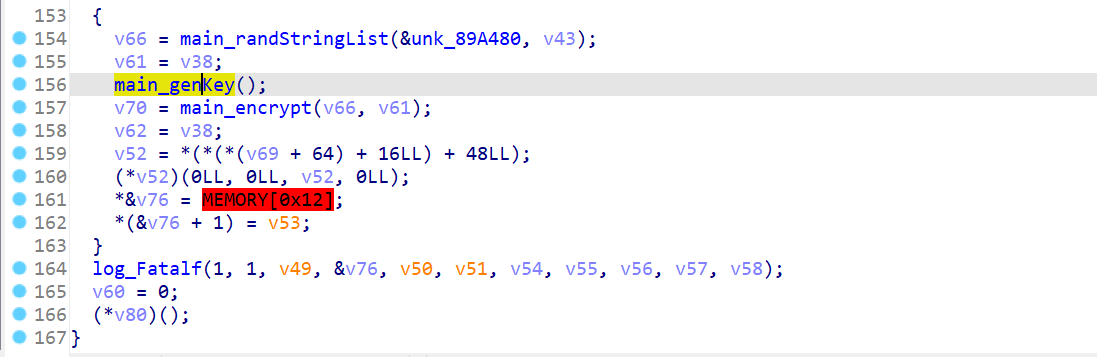 153 {
154 v66 = main_randStringList(&unk_89A480, v43);
155 v61 = v38;
156 main_genKey();
157 v70 = main_encrypt(v66, v61);
158 v62 = v38;
159 v52 = *(*(*(v69 + 64) + 16LL) + 48LL);
160 (*v52)(0LL, 0LL, v52, 0LL);
161 *&v76 = MEMORY[0x12];
162 *(&v76 + 1) = v53;
163 }
164 log_Fatalf(1, 1, v49, &v76, v50, v51, v54, v55, v56, v57, v58);
165 v60 = 0;
166 (*v80)();
167 }